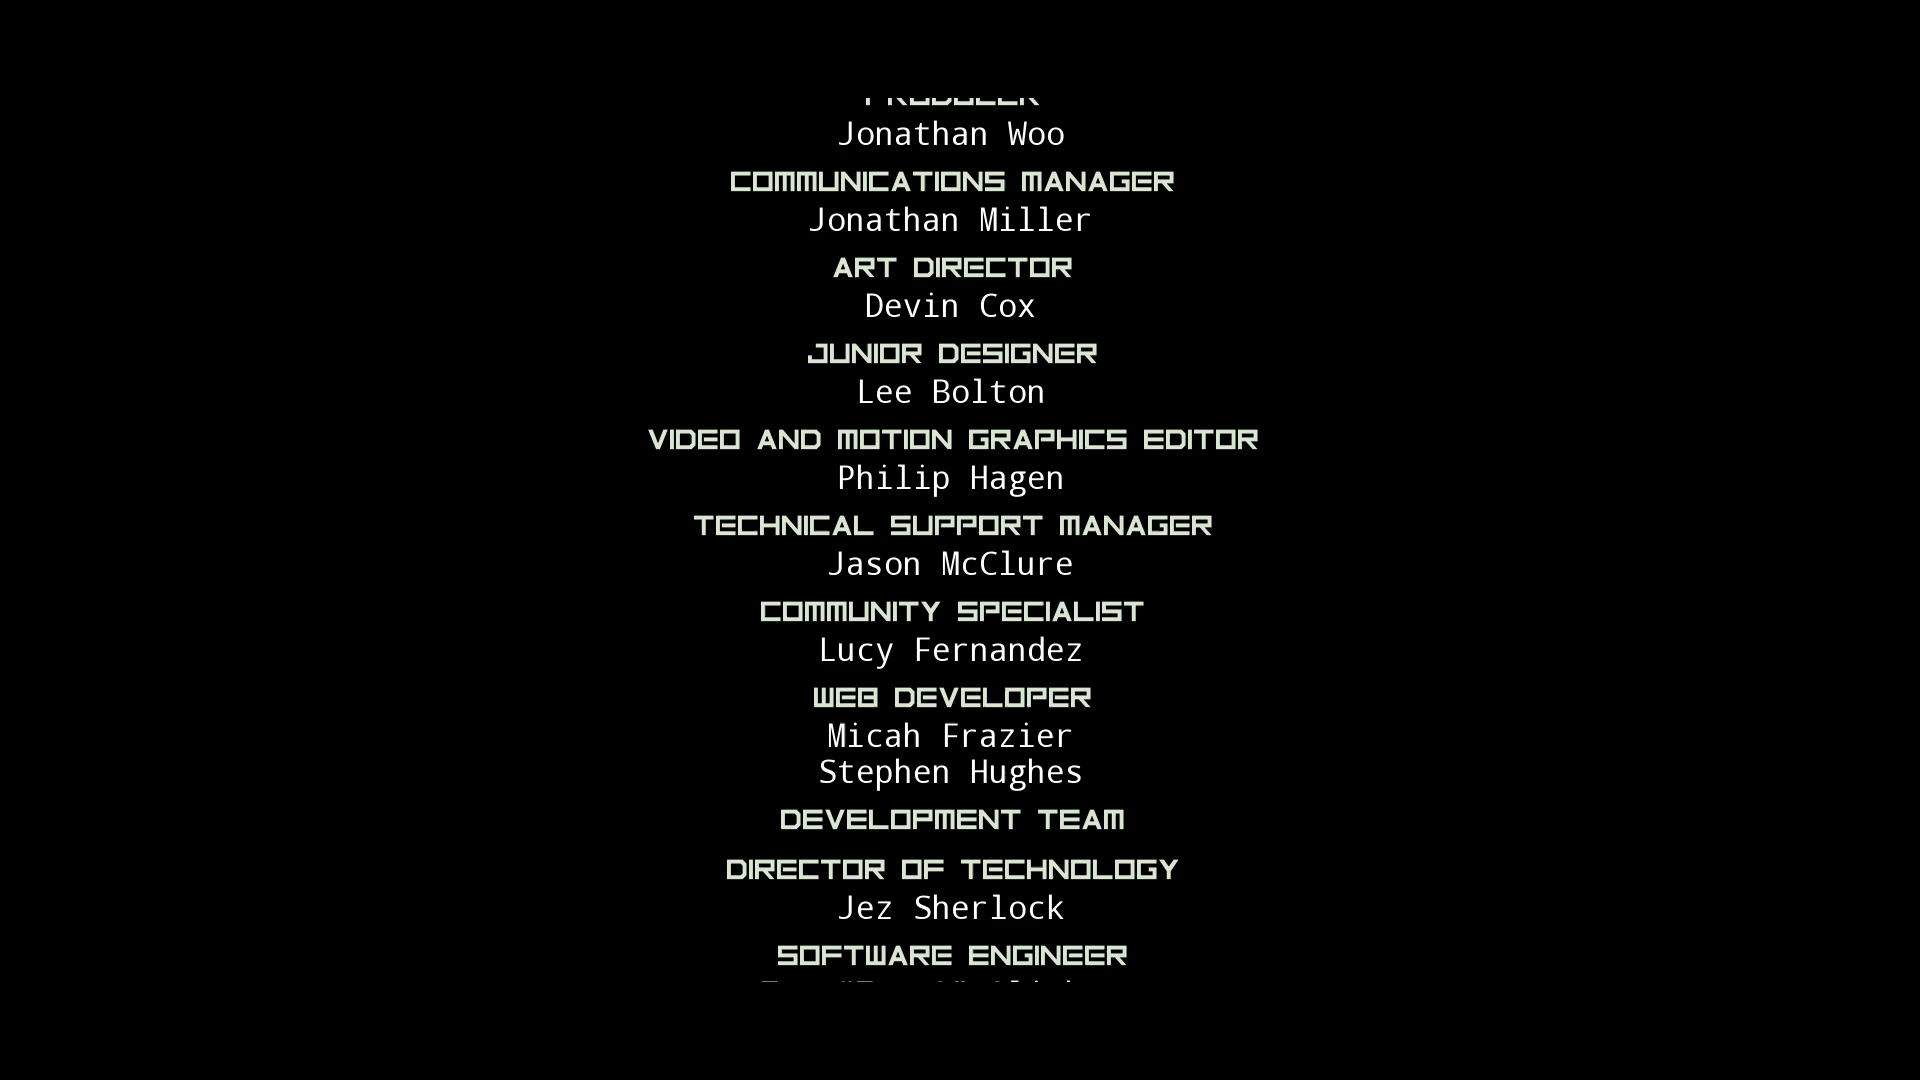 PRODUCER
Jonathan Woo
COMMUNICATIONS MANAGER
Jonathan Miller
ART DIRECTOR
Devin Cox
JUNIOR DESIGNER
Lee Bolton
VIDEO AND MOTION GRAPHICS EDITOR
Philip Hagen
TECHNICAL SUPPORT MANAGER
Jason McClure
COMMUNITY SPECIALIST
Lucy Fernandez
WEB DEVELOPER
Micah Frazier
Stephen Hughes
DEVELOPMENT TEAM
DIRECTOR OF TECHNOLOGY
Jez Sherlock
SOFTWARE ENGINEER